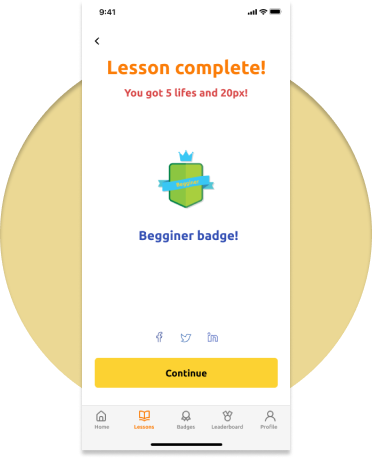 9:41
Lesson complete!
You got 5 lifes and 20px!
Begginer
Begginer badge!
Continue
Home Lessons Badges Leaderboard Profile